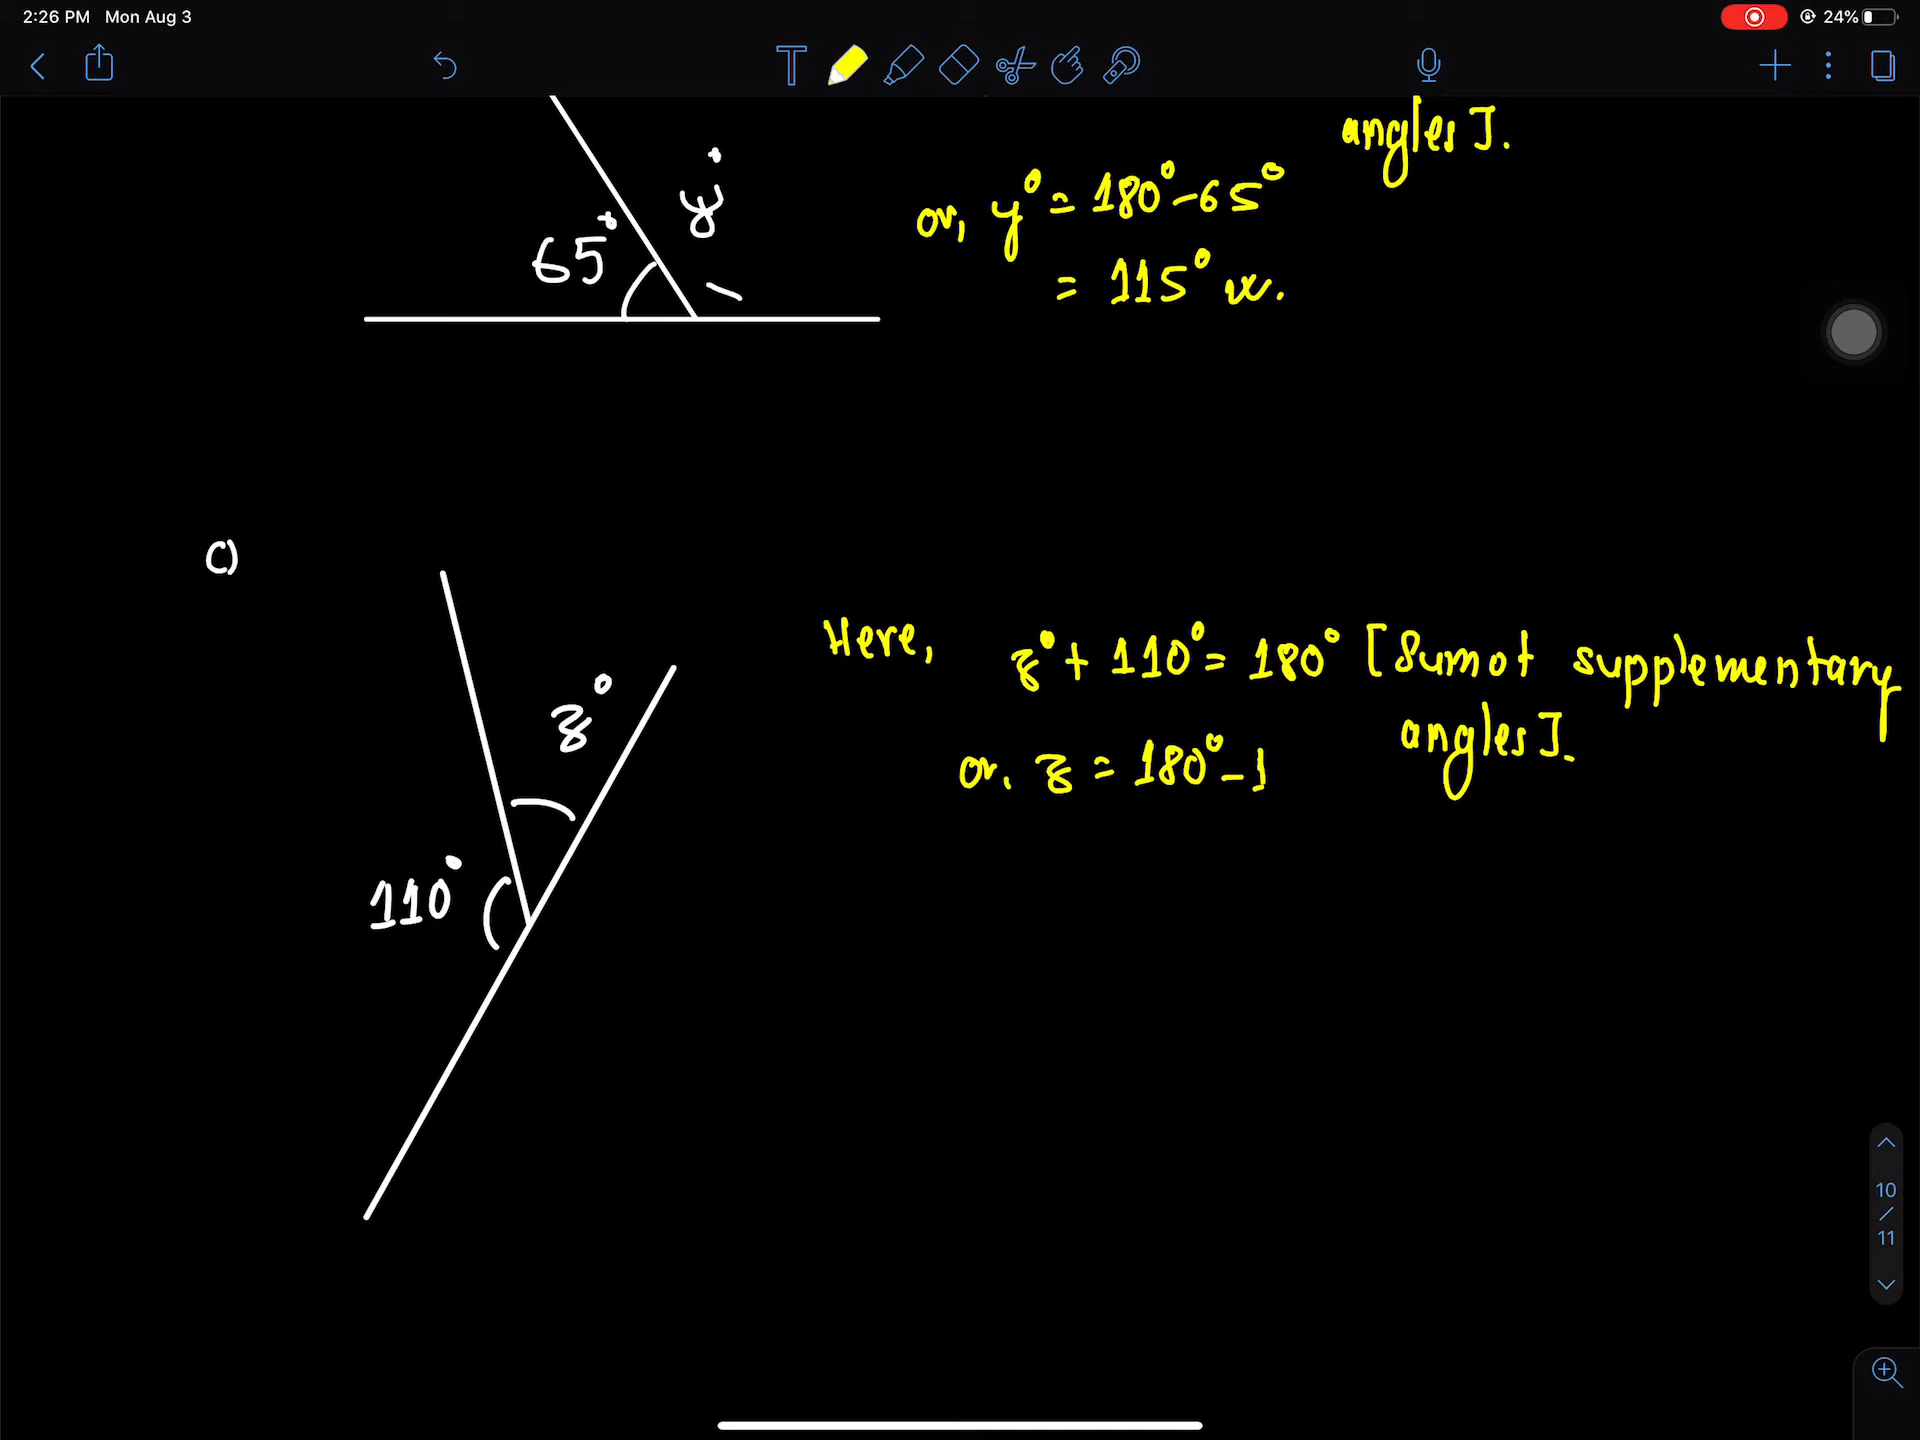 2:26 PM Mon Aug 3
24%
angles].
65° y°
or, y° = 180° - 65°
= 115°
c)
z°
110°
Here, z° + 110° = 180° [Sum of supplementary
angles].
or, z = 180° - 1
10
/
11